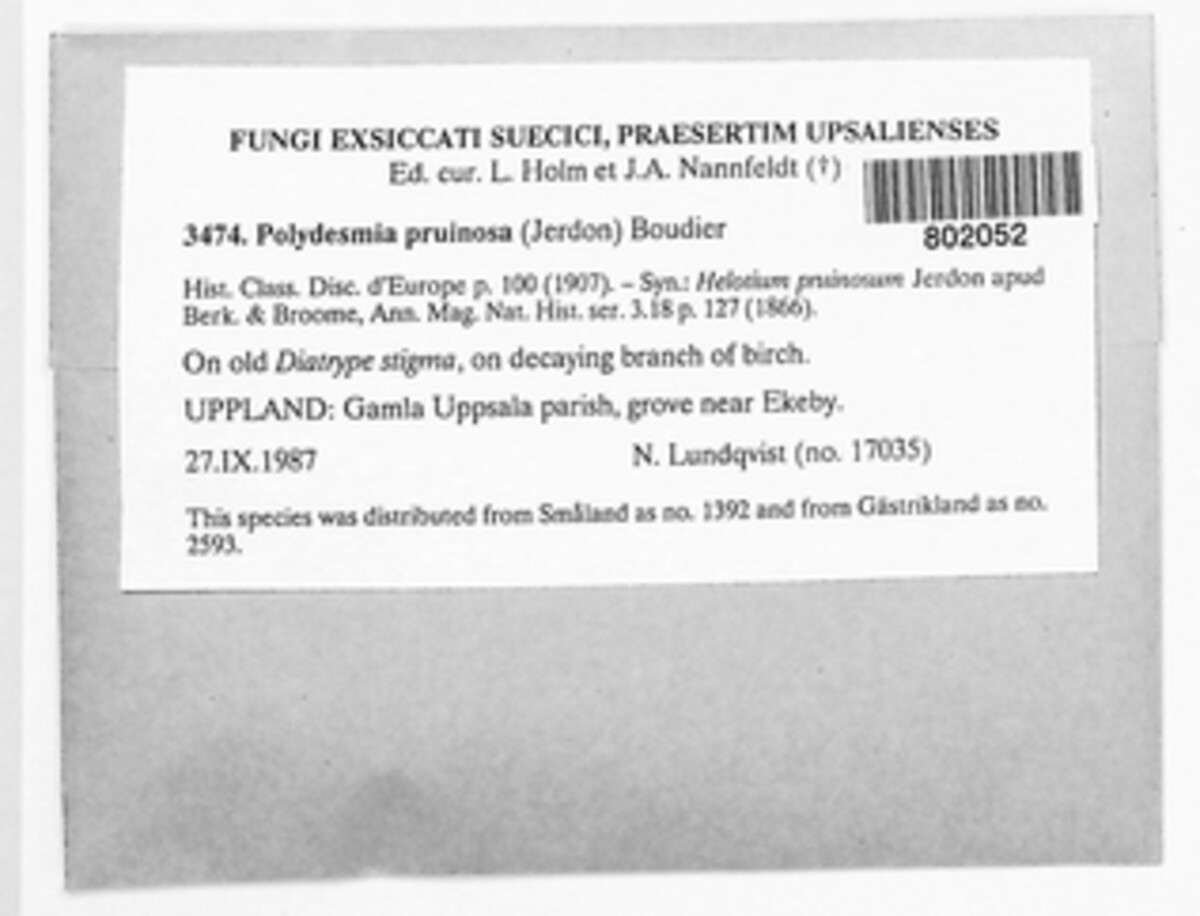 FUNGI EXSICCATI SUECICI, PRAESERTIM UPSALIENSES
Ed. cur. L. Holm et J.A. Nannfeldt (†)
802052
3474. Polydesmia pruinosa (Jerdon) Boudier
Hist. Class. Disc. d'Europe p. 100 (1907). – Syn.: Helotium pruinosum Jerdon apud
Berk. & Broome, Ann. Mag. Nat. Hist. ser. 3.18 p. 127 (1866).
On old Diatrype stigma, on decaying branch of birch.
UPPLAND: Gamla Uppsala parish, grove near Ekeby.
27.IX.1987 N. Lundqvist (no. 17035)
This species was distributed from Småland as no. 1392 and from Gästrikland as no.
2593.